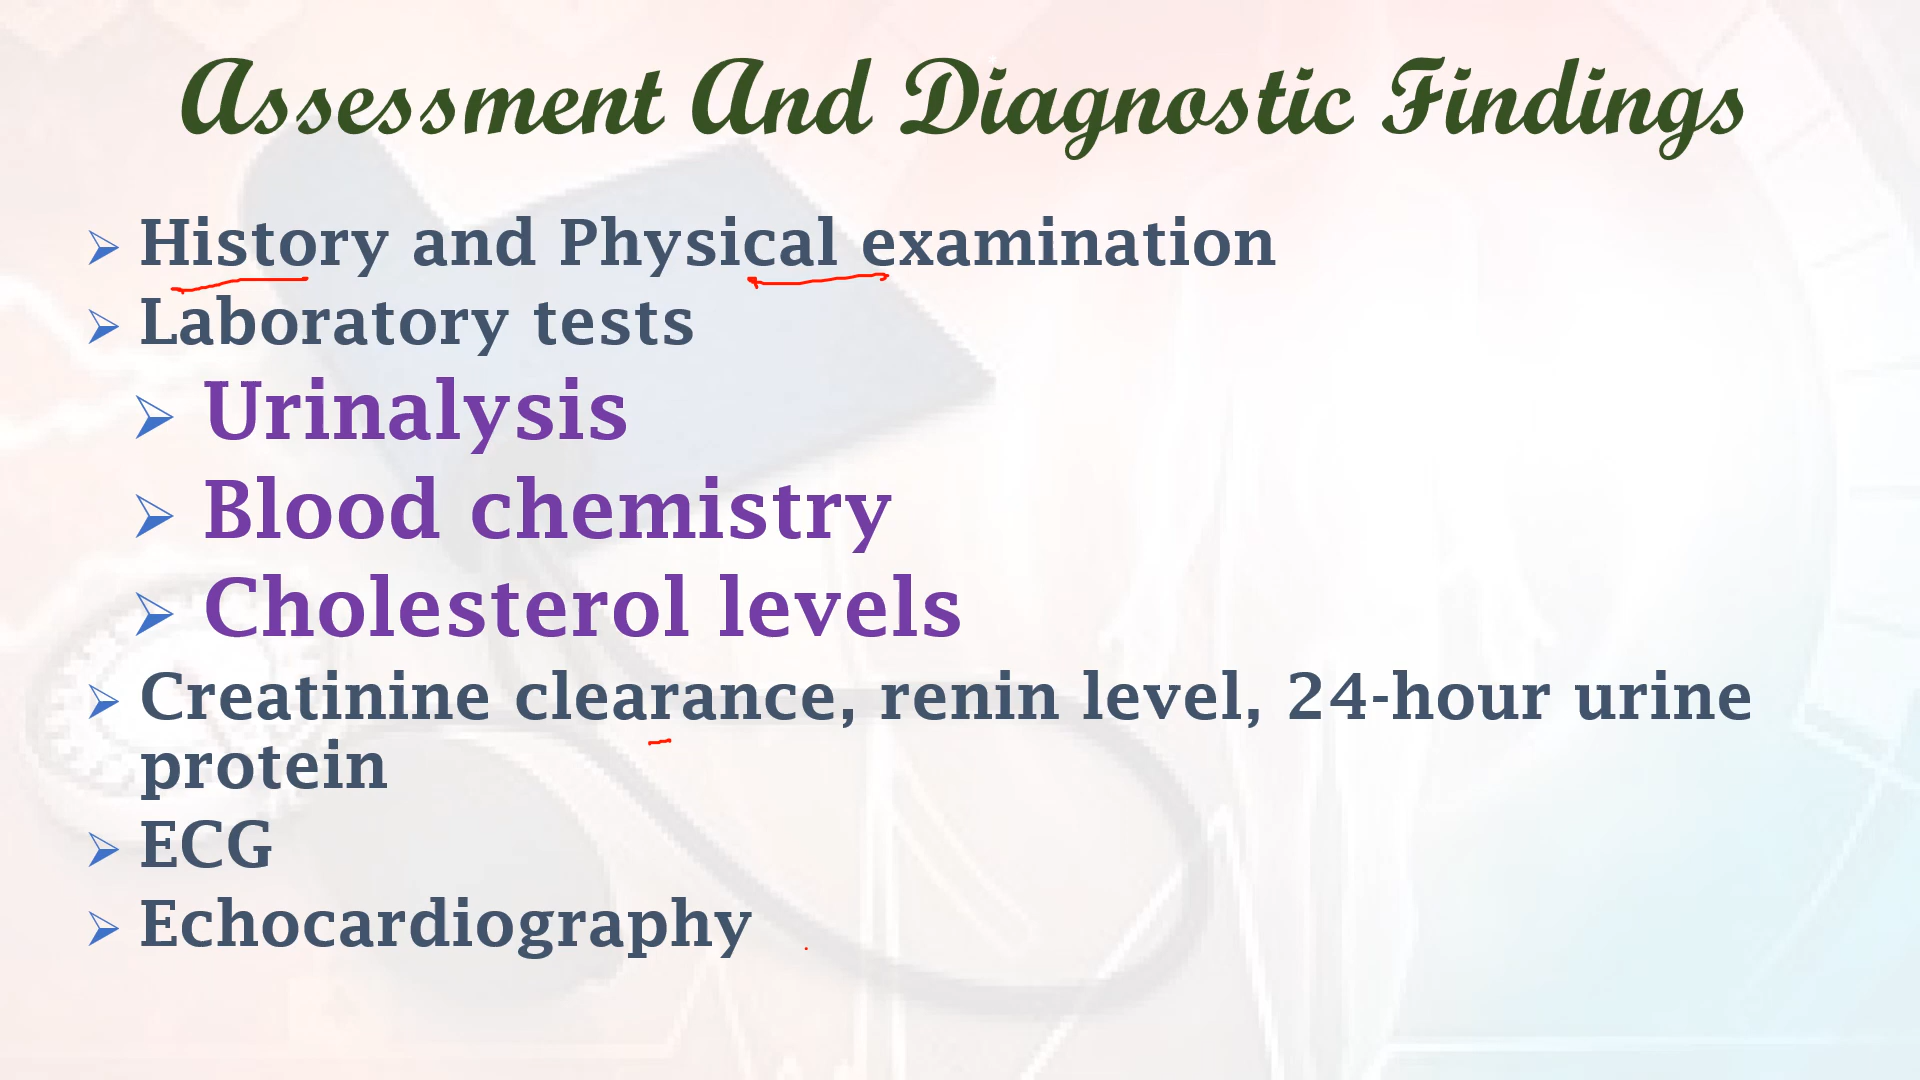 Assessment And Diagnostic Findings
➢ History and Physical examination
➢ Laboratory tests
➢ Urinalysis
➢ Blood chemistry
➢ Cholesterol levels
➢ Creatinine clearance, renin level, 24-hour urine
protein
➢ ECG
➢ Echocardiography